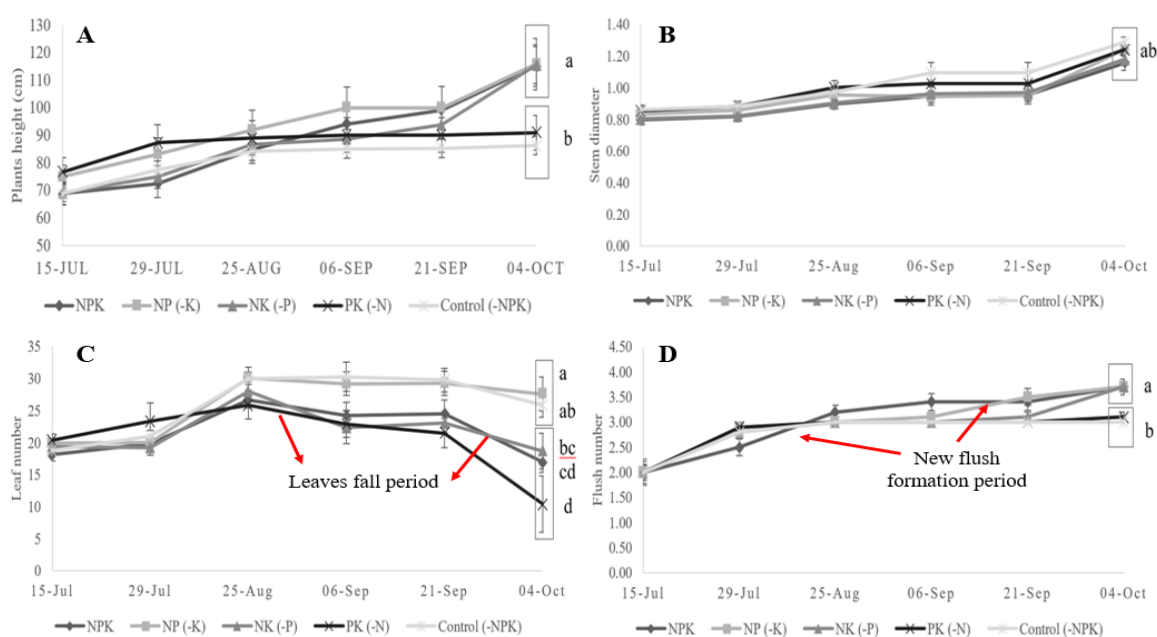 A
Plants height (cm)
130
120
110
100
90
80
70
60
50
a
b
15-JUL 29-JUL 25-AUG 06-SEP 21-SEP 04-OCT
NPK NP (-K) NK (-P) PK (-N) Control (-NPK)
B
Stem diameter
1.40
1.20
1.00
0.80
0.60
0.40
0.20
0.00
ab
15-Jul 29-Jul 25-Aug 06-Sep 21-Sep 04-Oct
NPK NP (-K) NK (-P) PK (-N) Control (-NPK)
C
Leaf number
35
30
25
20
15
10
5
0
a
ab
bc
cd
d
Leaves fall period
15-Jul 29-Jul 25-Aug 06-Sep 21-Sep 04-Oct
NPK NP (-K) NK (-P) PK (-N) Control (-NPK)
D
Flush number
4.50
4.00
3.50
3.00
2.50
2.00
1.50
1.00
0.50
0.00
a
b
New flush
formation period
15-Jul 29-Jul 25-Aug 06-Sep 21-Sep 04-Oct
NPK NP (-K) NK (-P) PK (-N) Control (-NPK)